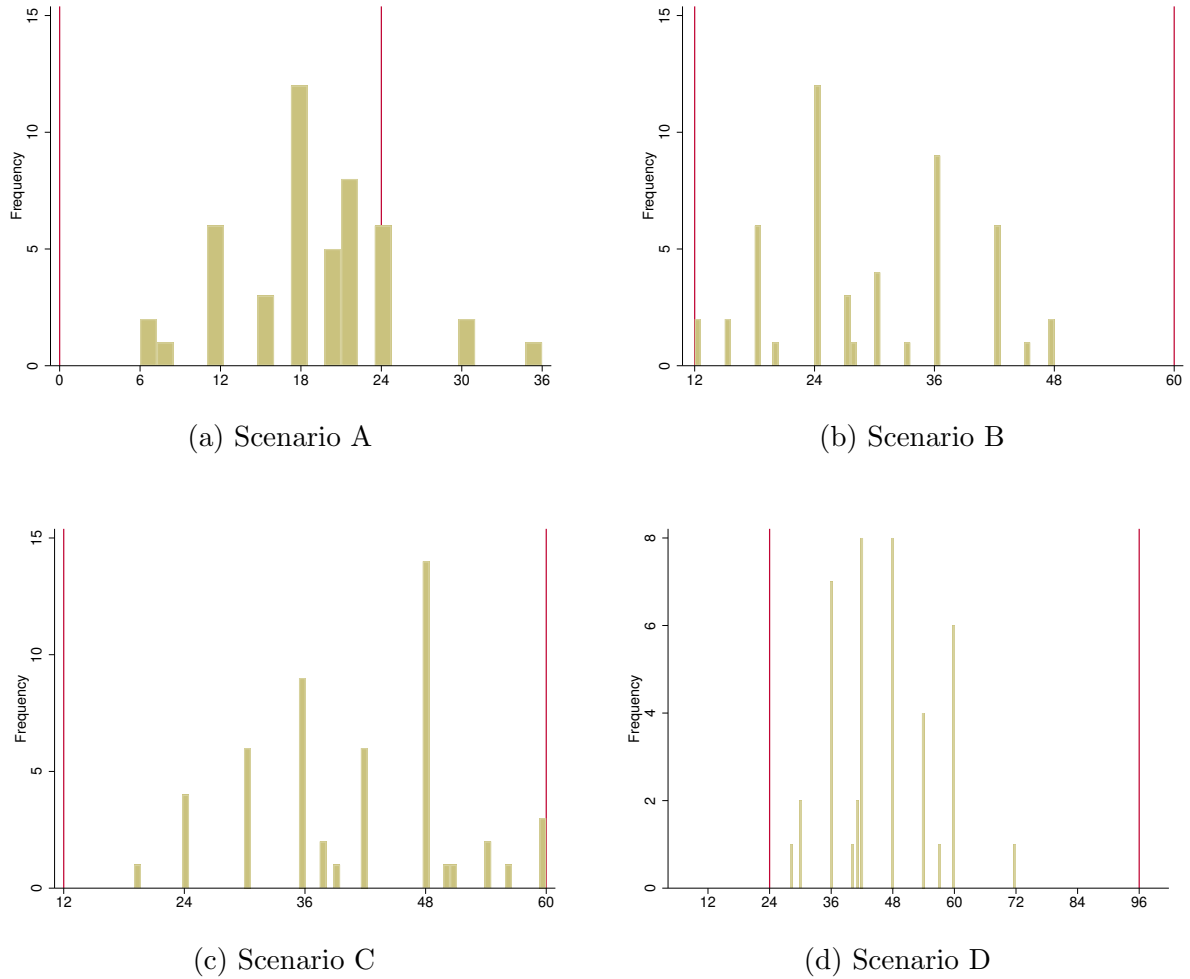 15
10
5
0
Frequency
0 6 12 18 24 30 36
(a) Scenario A
15
10
5
0
Frequency
12 24 36 48 60
(b) Scenario B
15
10
5
0
Frequency
12 24 36 48 60
(c) Scenario C
8
6
4
2
0
Frequency
12 24 36 48 60 72 84 96
(d) Scenario D